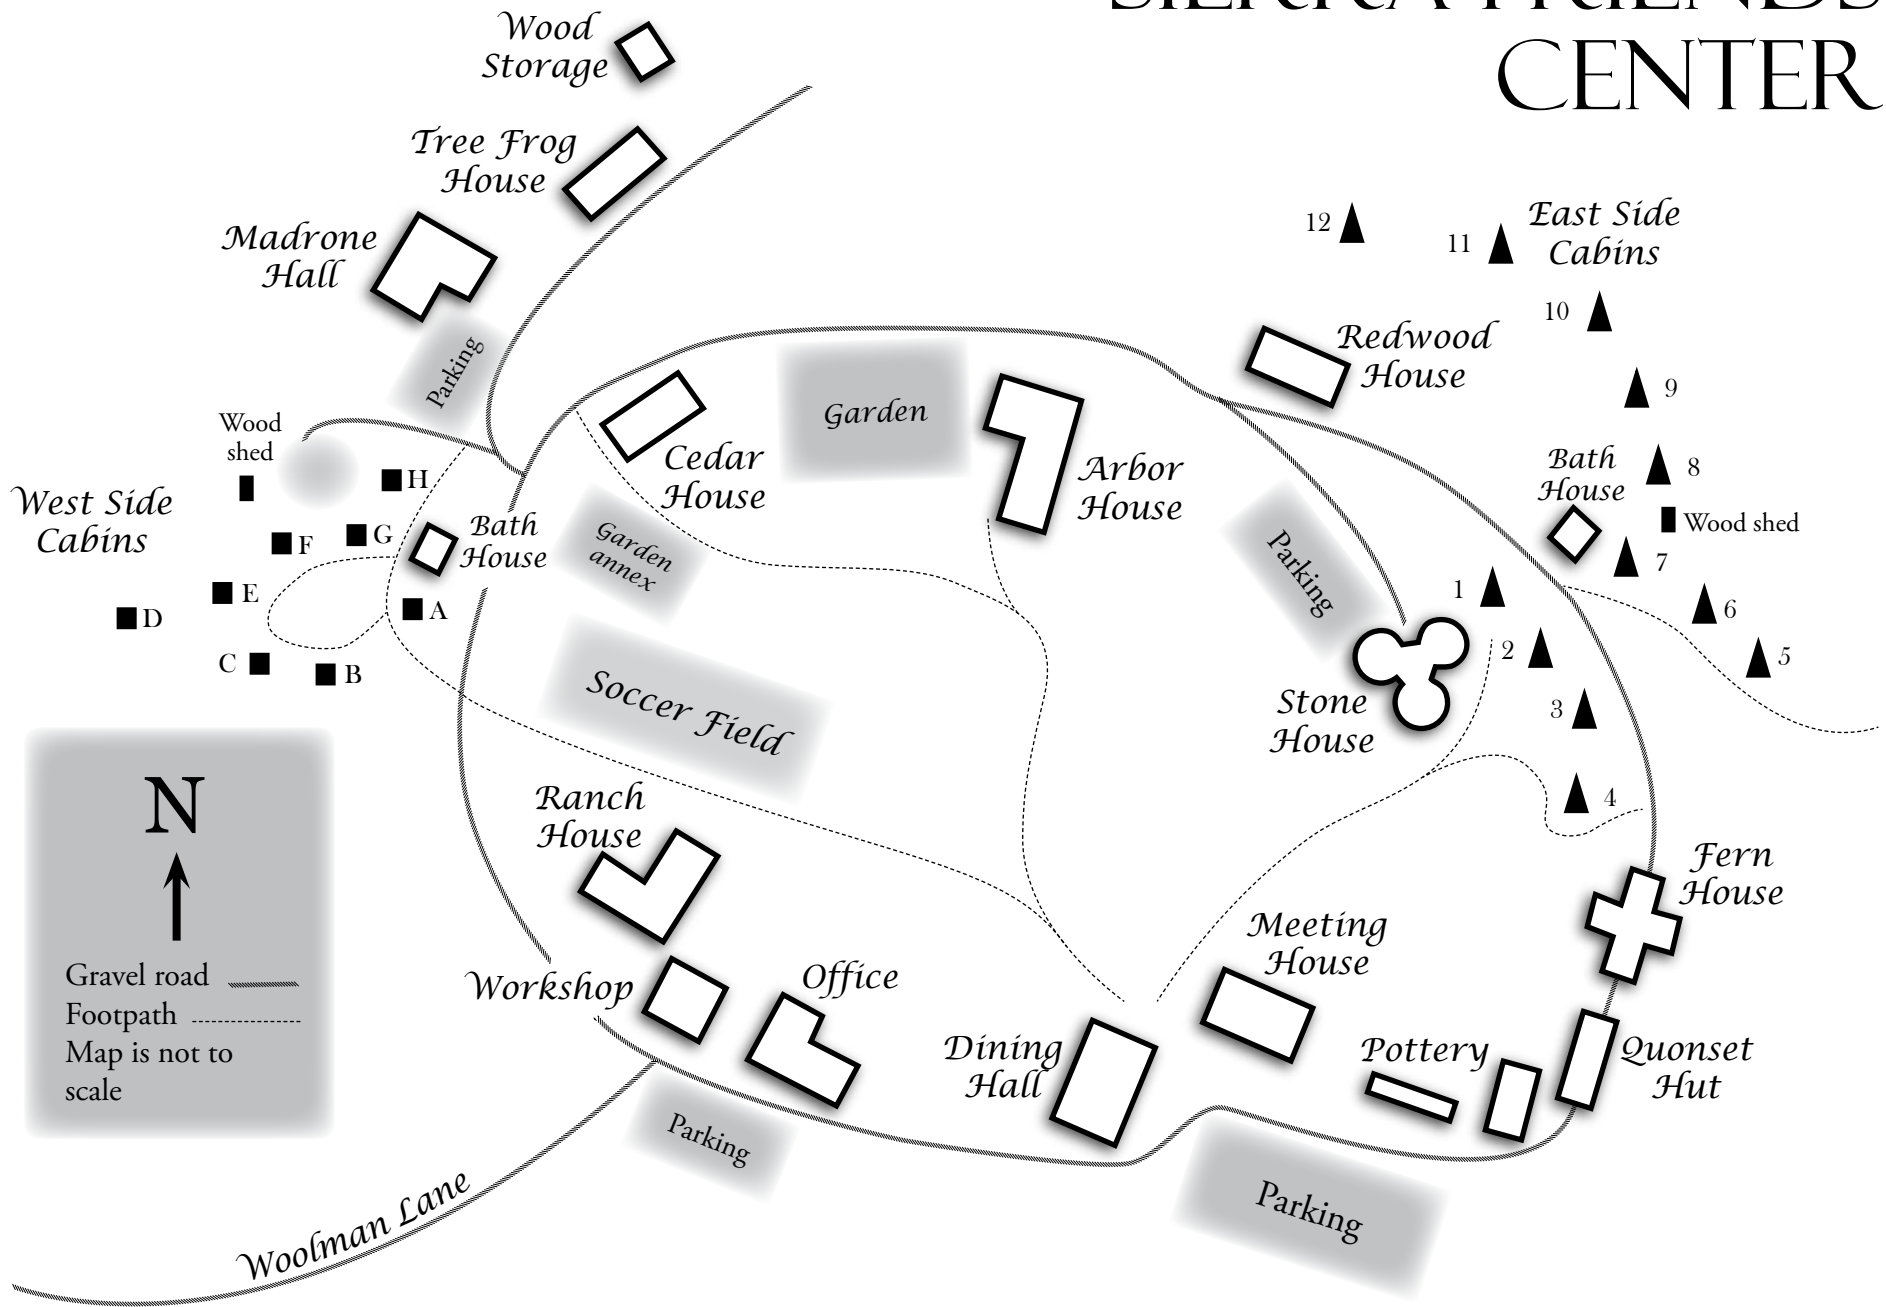 SIERRA FRIENDS
CENTER
Wood
Storage
Tree Frog
House
Madrone
Hall
Parking
Wood
shed
West Side
Cabins
H
G
F
E
D
C
B
A
Bath
House
Cedar
House
Garden
Garden
annex
Soccer Field
Arbor
House
Redwood
House
12
11
East Side
Cabins
10
9
8
Bath
House
Wood shed
7
6
5
Parking
1
2
3
4
Stone
House
Ranch
House
Workshop
Office
Dining
Hall
Meeting
House
Pottery
Fern
House
Quonset
Hut
Parking
Parking
Woolman Lane
N
Gravel road
Footpath
Map is not to
scale